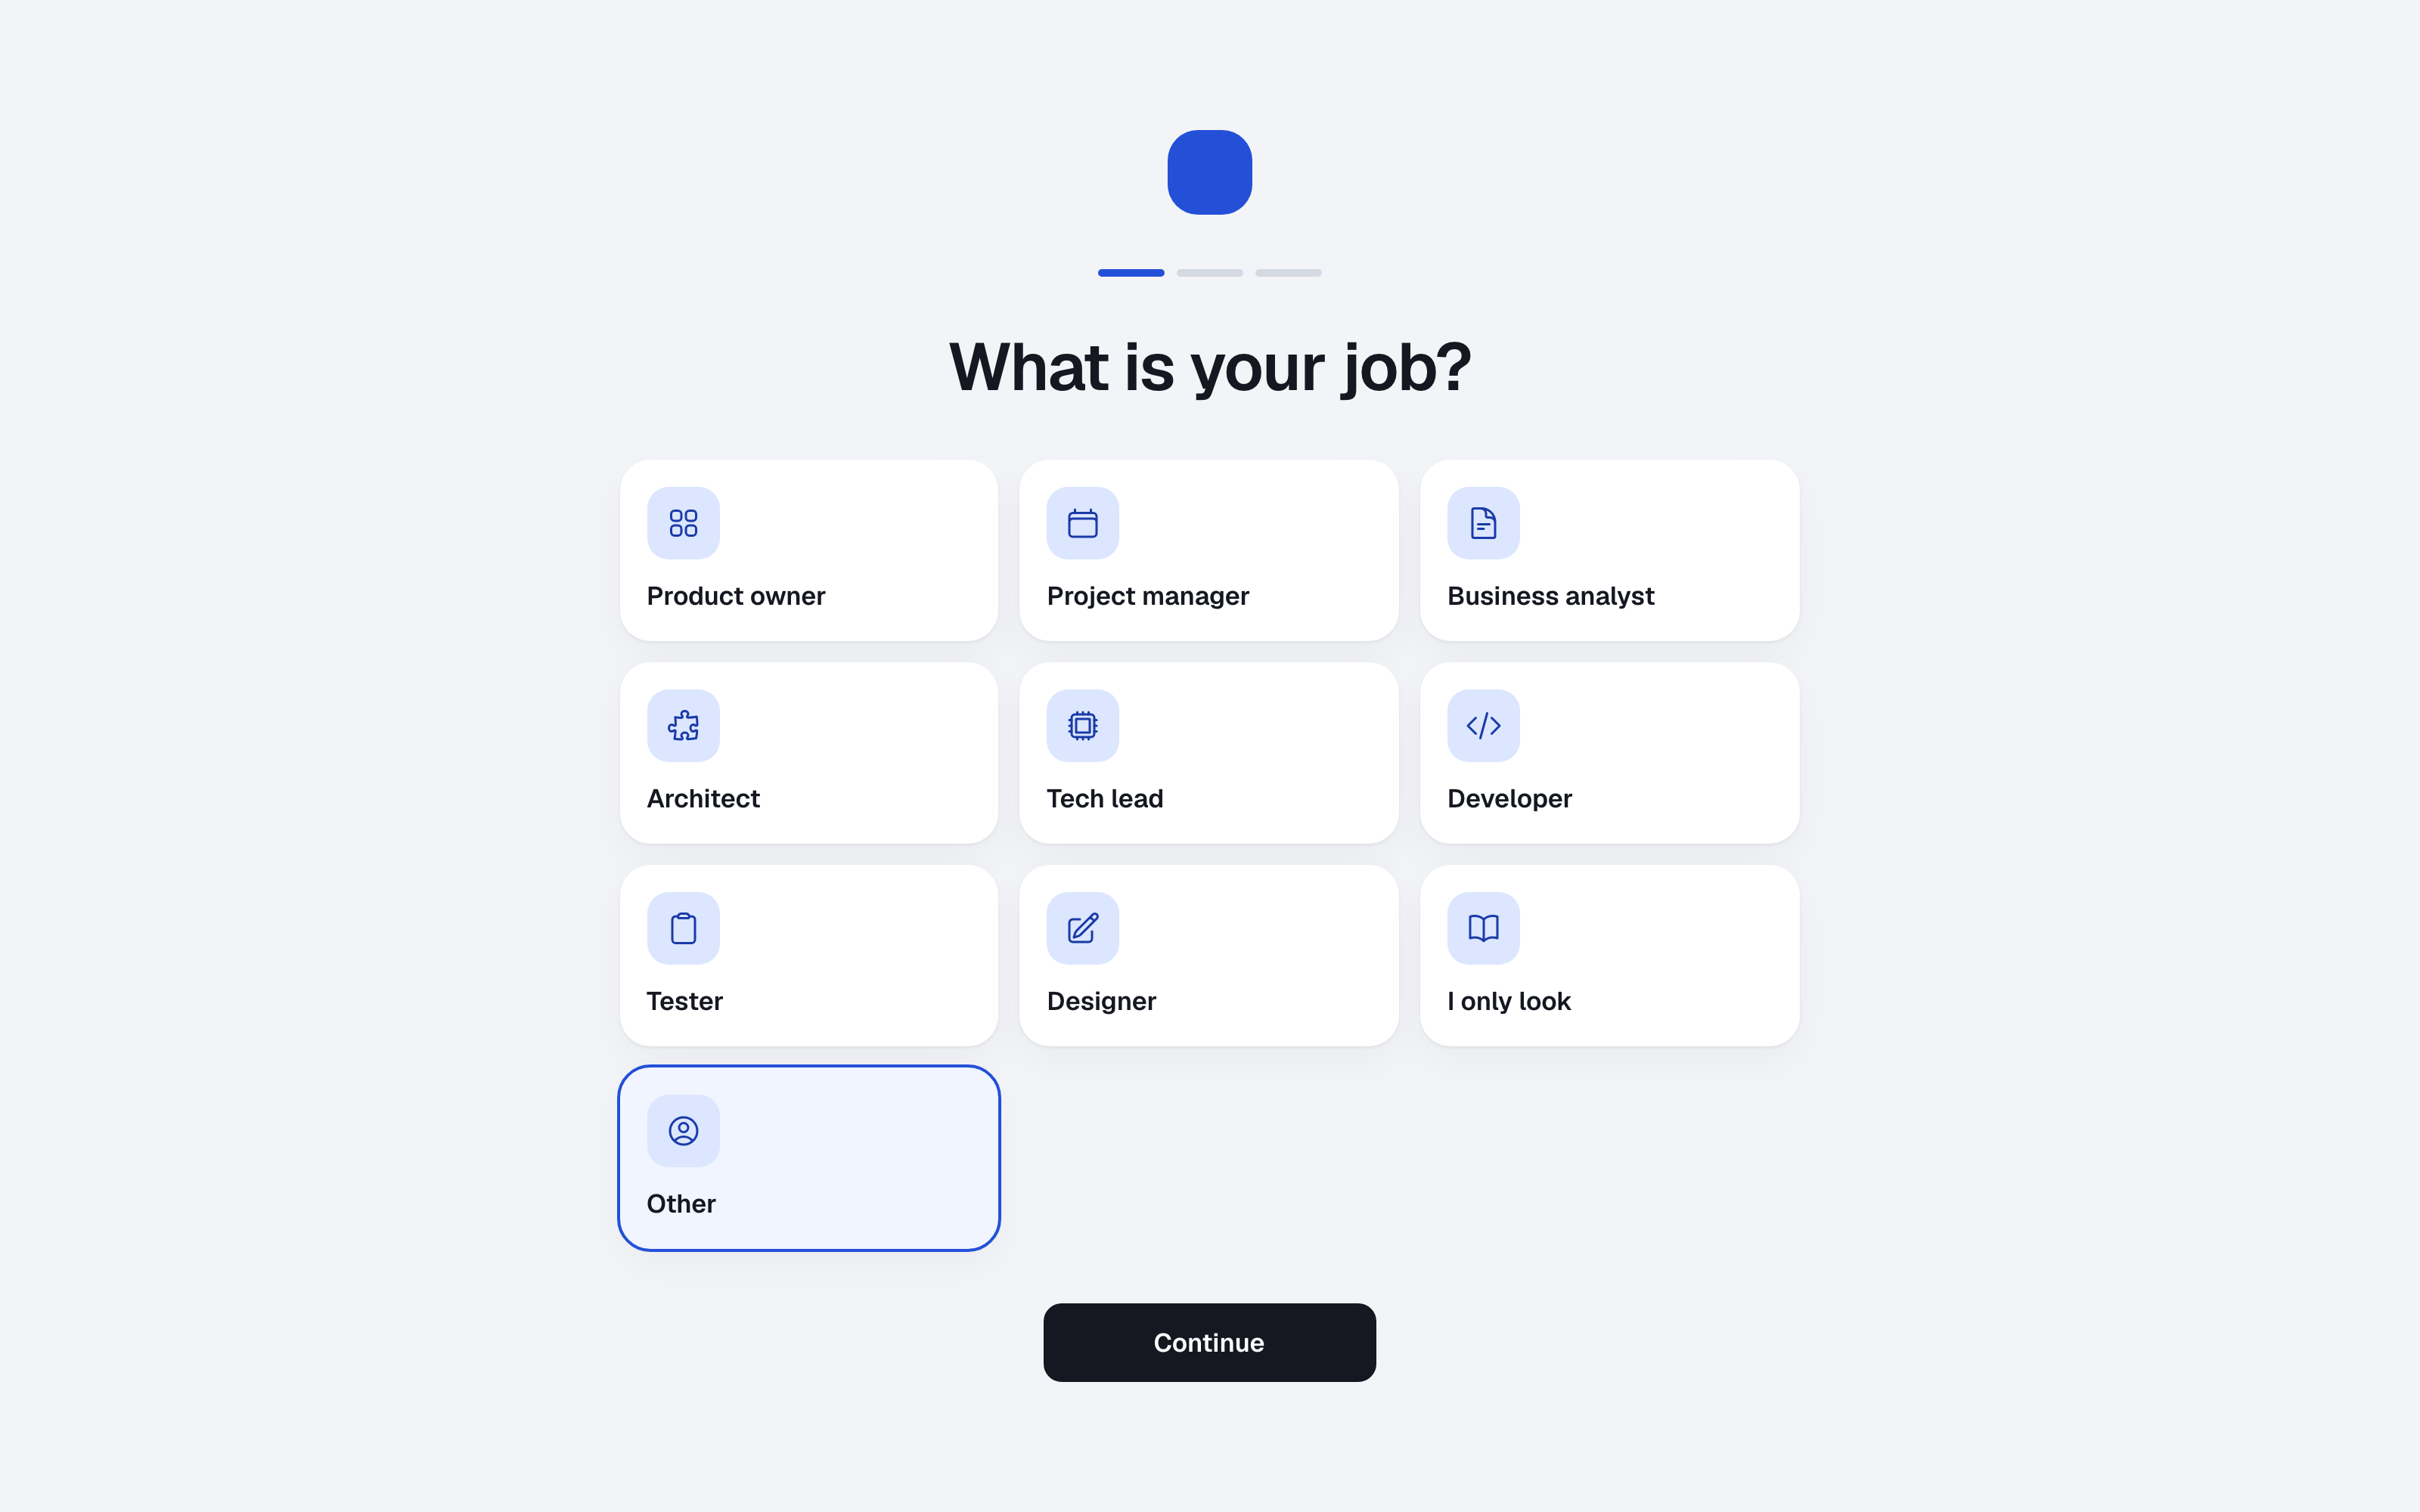 What is your job?
Product owner
Project manager
Business analyst
Architect
Tech lead
Developer
Tester
Designer
I only look
Other
Continue